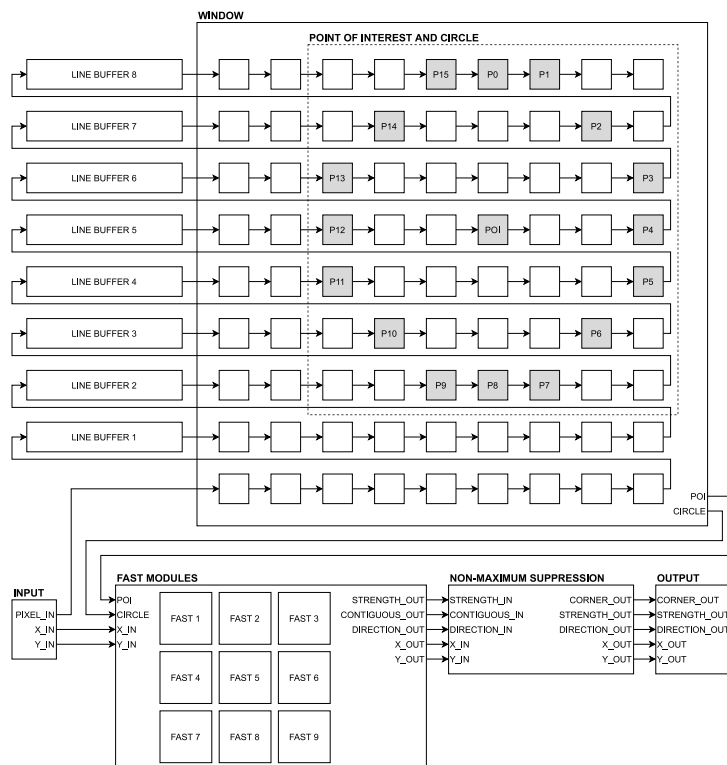 WINDOW
POINT OF INTEREST AND CIRCLE
LINE BUFFER 8
P15
P0
P1
LINE BUFFER 7
P14
P2
LINE BUFFER 6
P13
P3
LINE BUFFER 5
P12
POI
P4
LINE BUFFER 4
P11
P5
LINE BUFFER 3
P10
P6
LINE BUFFER 2
P9
P8
P7
LINE BUFFER 1
POI
CIRCLE
INPUT
PIXEL_IN
X_IN
Y_IN
FAST MODULES
POI
CIRCLE
X_IN
Y_IN
FAST 1
FAST 2
FAST 3
FAST 4
FAST 5
FAST 6
FAST 7
FAST 8
FAST 9
STRENGTH_OUT
CONTIGUOUS_OUT
DIRECTION_OUT
X_OUT
Y_OUT
NON-MAXIMUM SUPPRESSION
STRENGTH_IN
CONTIGUOUS_IN
DIRECTION_IN
X_IN
Y_IN
CORNER_OUT
STRENGTH_OUT
DIRECTION_OUT
X_OUT
Y_OUT
OUTPUT
CORNER_OUT
STRENGTH_OUT
DIRECTION_OUT
X_OUT
Y_OUT